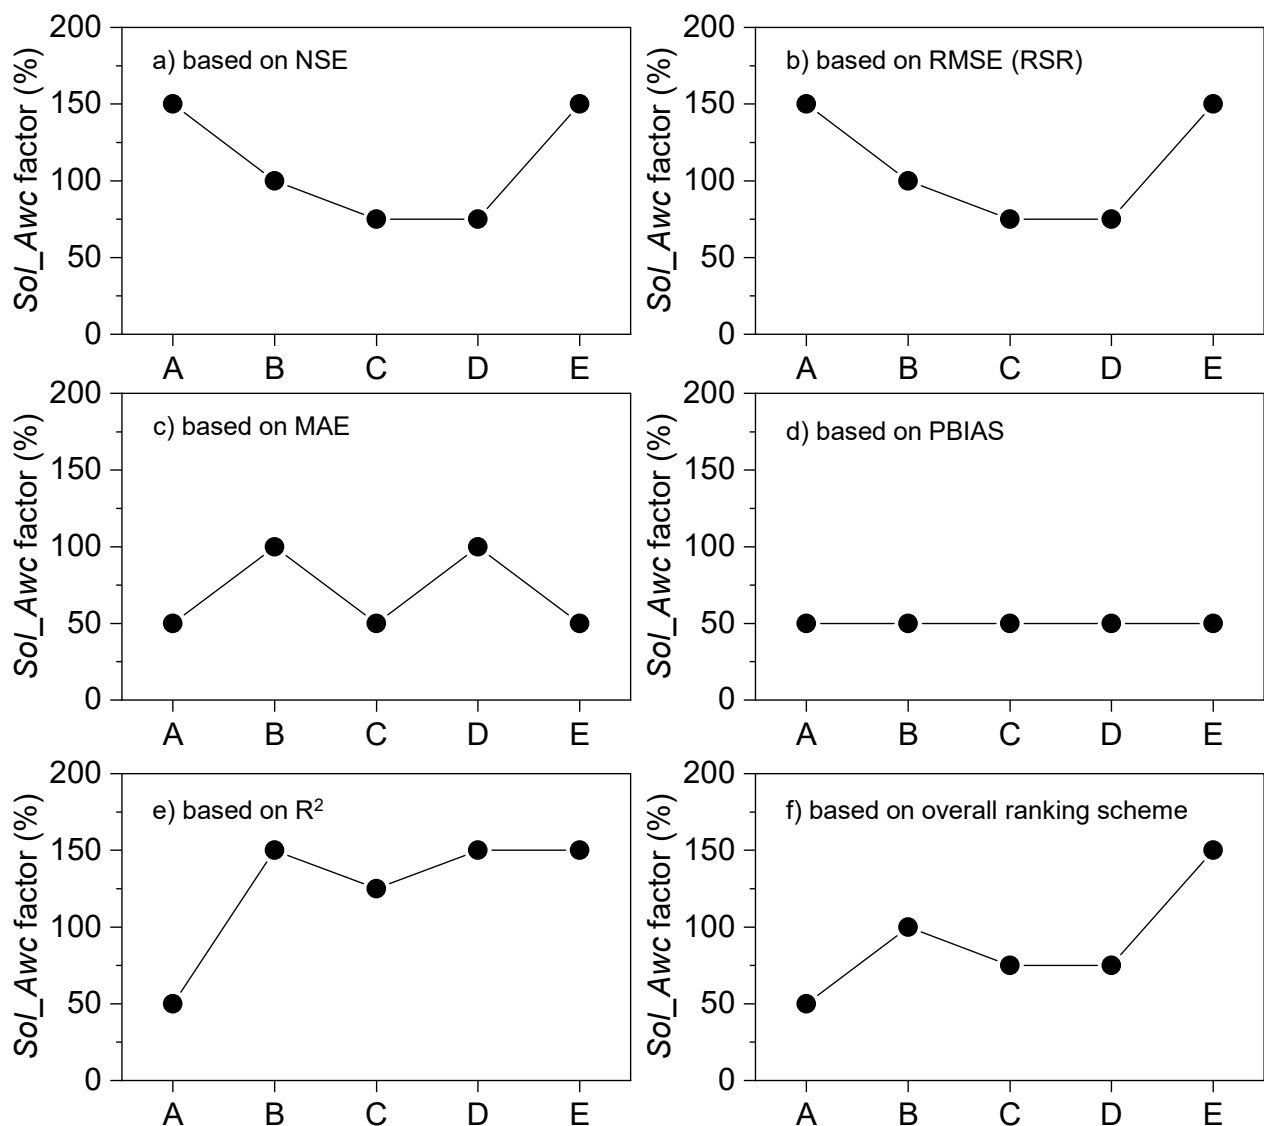 200
150
100
50
0
Sol_Awc factor (%)
a) based on NSE
A B C D E
200
150
100
50
0
Sol_Awc factor (%)
b) based on RMSE (RSR)
A B C D E
200
150
100
50
0
Sol_Awc factor (%)
c) based on MAE
A B C D E
200
150
100
50
0
Sol_Awc factor (%)
d) based on PBIAS
A B C D E
200
150
100
50
0
Sol_Awc factor (%)
e) based on R²
A B C D E
200
150
100
50
0
Sol_Awc factor (%)
f) based on overall ranking scheme
A B C D E